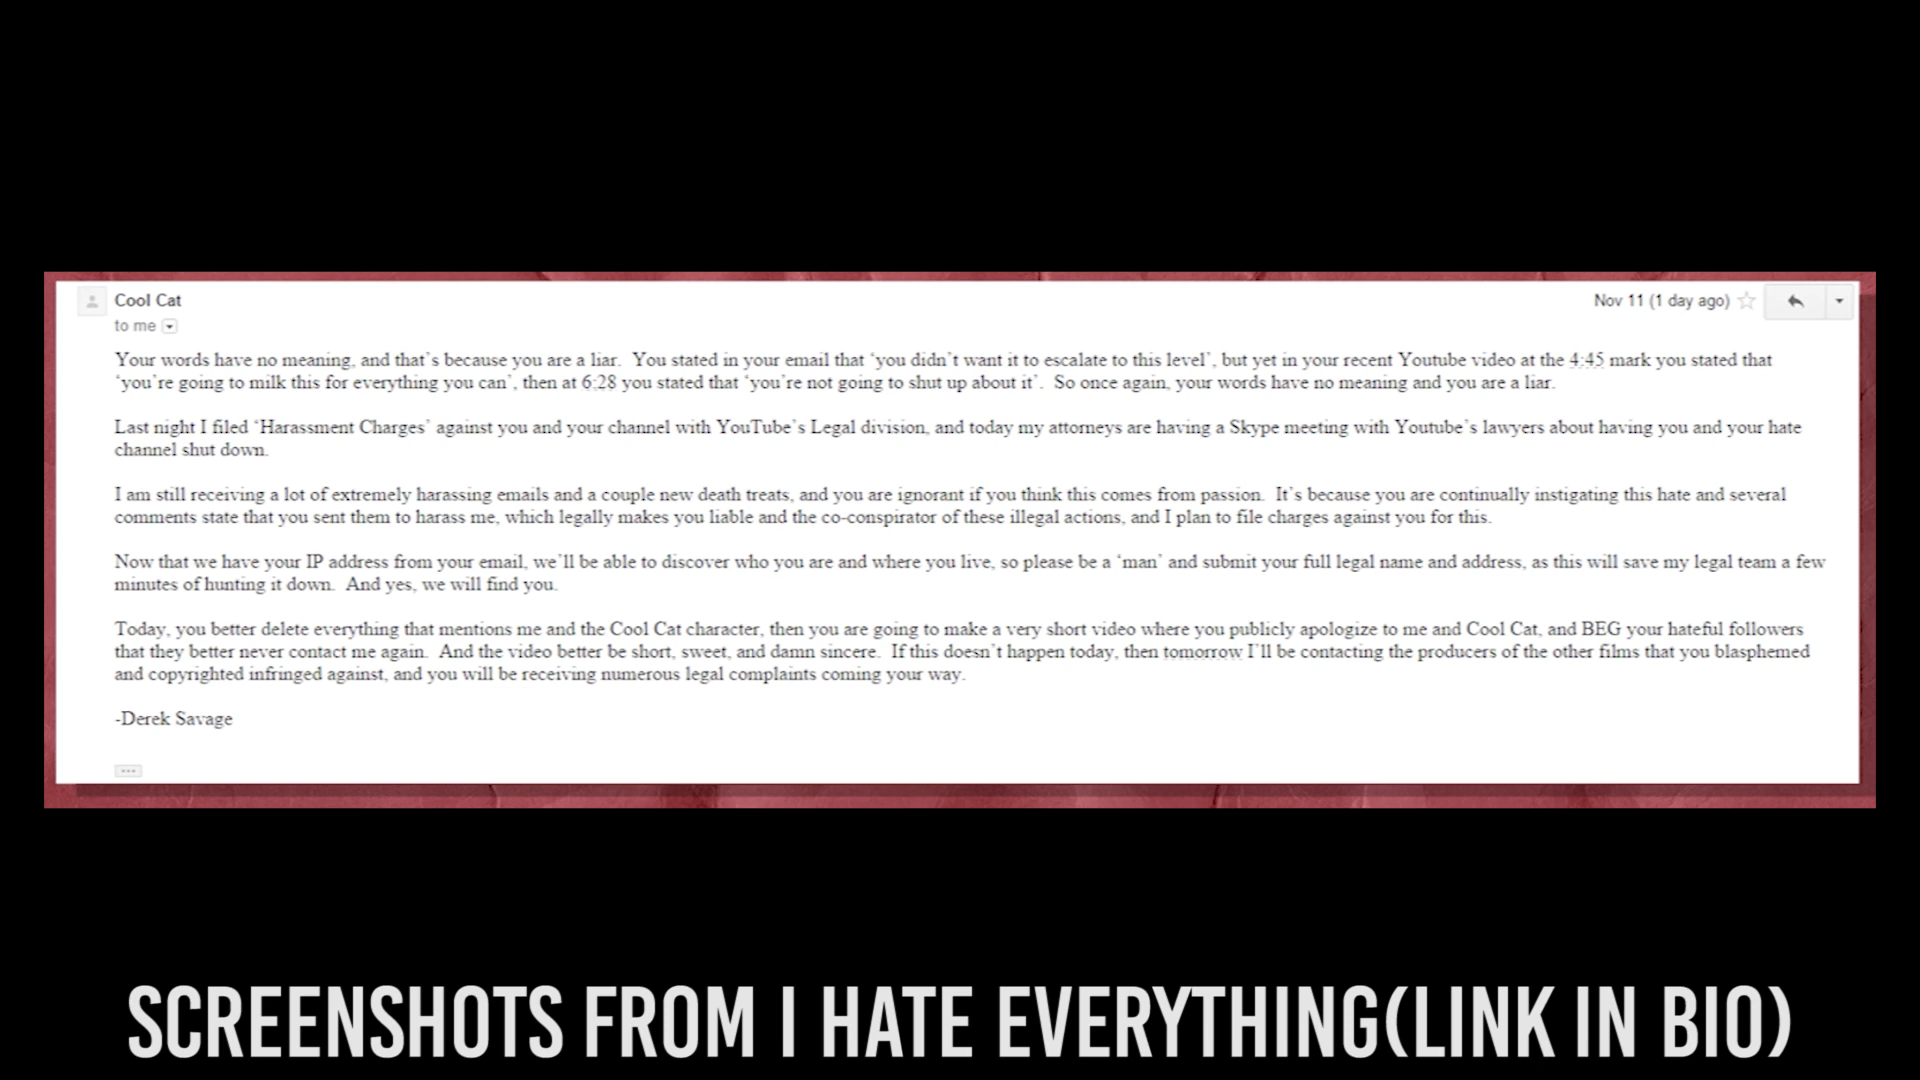 Cool Cat
Nov 11 (1 day ago)
to me
Your words have no meaning, and that's because you are a liar.  You stated in your email that 'you didn't want it to escalate to this level', but yet in your recent Youtube video at the 4:45 mark you stated that
'you're going to milk this for everything you can', then at 6:28 you stated that 'you're not going to shut up about it'.  So once again, your words have no meaning and you are a liar.
Last night I filed 'Harassment Charges' against you and your channel with YouTube's Legal division, and today my attorneys are having a Skype meeting with Youtube's lawyers about having you and your hate
channel shut down.
I am still receiving a lot of extremely harassing emails and a couple new death treats, and you are ignorant if you think this comes from passion.  It's because you are continually instigating this hate and several
comments state that you sent them to harass me, which legally makes you liable and the co-conspirator of these illegal actions, and I plan to file charges against you for this.
Now that we have your IP address from your email, we'll be able to discover who you are and where you live, so please be a 'man' and submit your full legal name and address, as this will save my legal team a few
minutes of hunting it down.  And yes, we will find you.
Today, you better delete everything that mentions me and the Cool Cat character, then you are going to make a very short video where you publicly apologize to me and Cool Cat, and BEG your hateful followers
that they better never contact me again.  And the video better be short, sweet, and damn sincere.  If this doesn't happen today, then tomorrow I'll be contacting the producers of the other films that you blasphemed
and copyrighted infringed against, and you will be receiving numerous legal complaints coming your way.
-Derek Savage
SCREENSHOTS FROM I HATE EVERYTHING(LINK IN BIO)